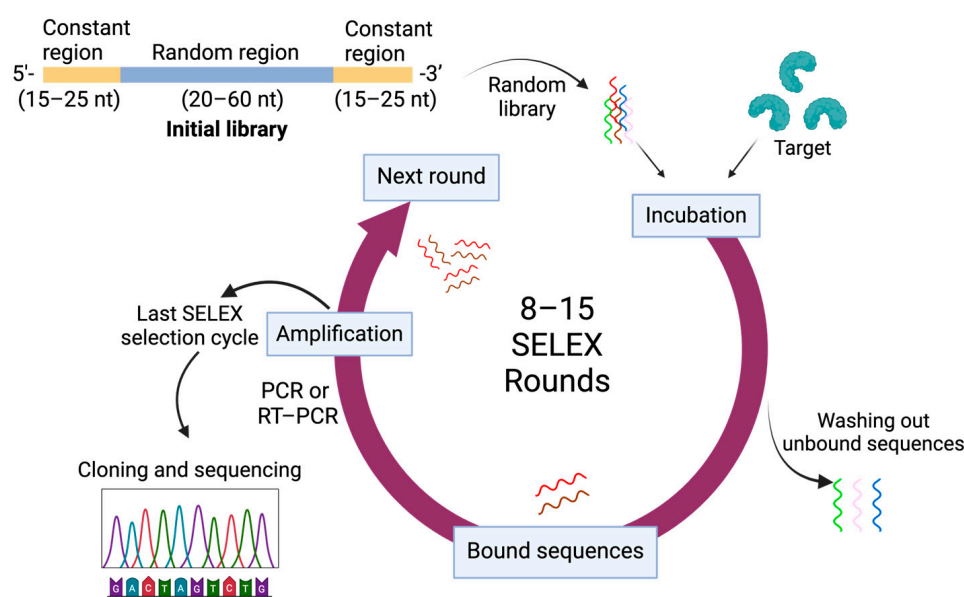 Constant region
Random region
Constant region
5'-
-3’
(15–25 nt)
(20–60 nt)
(15–25 nt)
Initial library
Random
library
Target
Next round
Incubation
8–15
SELEX
Rounds
Last SELEX
selection cycle
Amplification
PCR or
RT–PCR
Washing out
unbound sequences
Cloning and sequencing
Bound sequences
G A C T A G T C T G